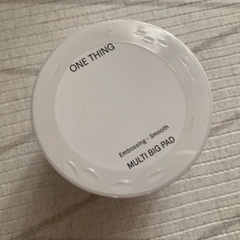 ONE THING
Embossing - Smooth
MULTI BIG PAD